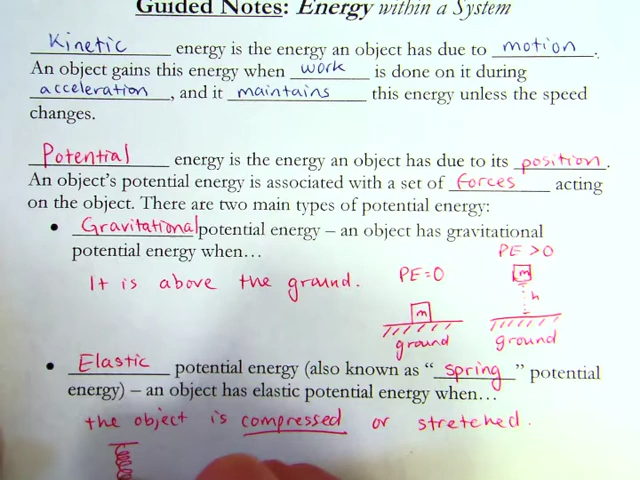 Guided Notes: Energy within a System
Kinetic energy is the energy an object has due to motion.
An object gains this energy when work is done on it during
acceleration, and it maintains this energy unless the speed
changes.
Potential energy is the energy an object has due to its position.
An object's potential energy is associated with a set of forces acting
on the object. There are two main types of potential energy:
• Gravitational potential energy – an object has gravitational
potential energy when…
PE > 0
It is above the ground.
PE = 0
m
h
m
ground
ground
• Elastic potential energy (also known as “spring” potential
energy) – an object has elastic potential energy when…
the object is compressed or stretched.